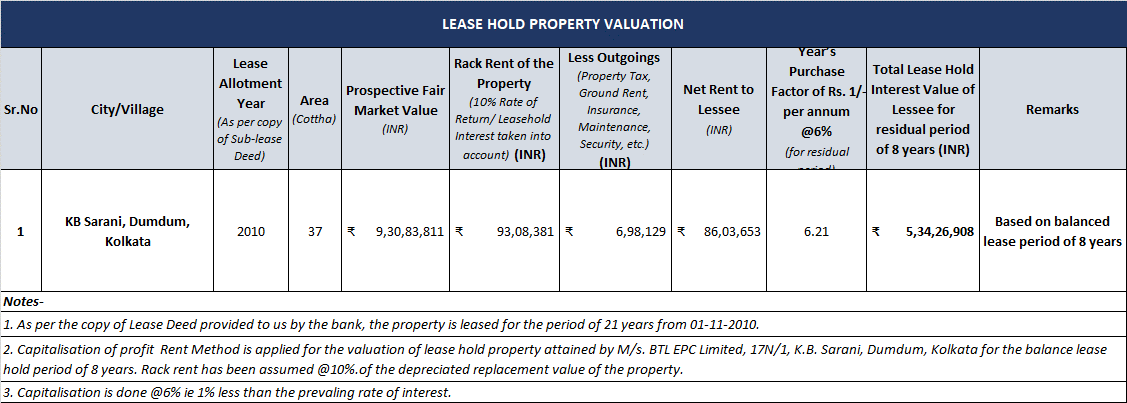 LEASE HOLD PROPERTY VALUATION
Sr.No
City/Village
Lease
Allotment
Year
(As per copy
of Sub-lease
Deed)
Area
(Cottha)
Prospective Fair
Market Value
(INR)
Rack Rent of the
Property
(10% Rate of
Return/ Leasehold
Interest taken into
account) (INR)
Less Outgoings
(Property Tax,
Ground Rent,
Insurance,
Maintenance,
Security, etc.)
(INR)
Net Rent to
Lessee
(INR)
Year's
Purchase
Factor of Rs. 1/-
per annum
@6%
(for residual
period)
Total Lease Hold
Interest Value of
Lessee for
residual period
of 8 years (INR)
Remarks
1
KB Sarani, Dumdum,
Kolkata
2010
37
₹ 9,30,83,811
₹ 93,08,381
₹ 6,98,129
₹ 86,03,653
6.21
₹ 5,34,26,908
Based on balanced
lease period of 8 years
Notes-
1. As per the copy of Lease Deed provided to us by the bank, the property is leased for the period of 21 years from 01-11-2010.
2. Capitalisation of profit Rent Method is applied for the valuation of lease hold property attained by M/s. BTL EPC Limited, 17N/1, K.B. Sarani, Dumdum, Kolkata for the balance lease
hold period of 8 years. Rack rent has been assumed @10%.of the depreciated replacement value of the property.
3. Capitalisation is done @6% ie 1% less than the prevaling rate of interest.